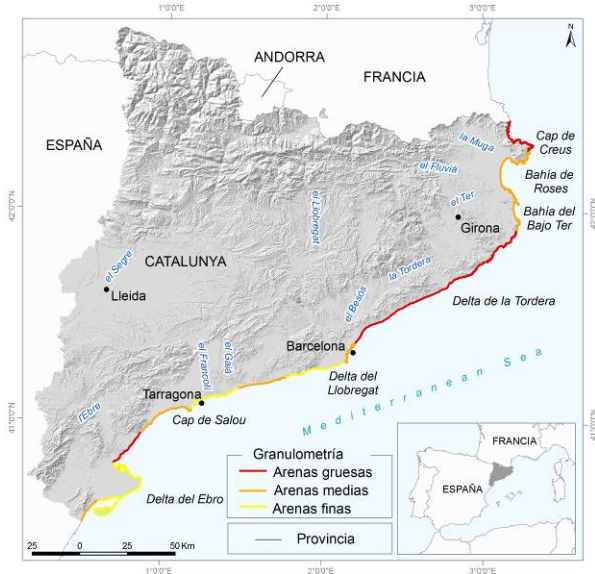 1°0'0"E
2°0'0"E
3°0'0"E
N
ANDORRA
FRANCIA
ESPAÑA
la Muga
Cap de
Creus
el Fluvià
Bahía de
Roses
42°0'0"N
42°0'0"N
el Llobregat
el Ter
Bahía del
Bajo Ter
Girona
el Segre
CATALUNYA
la Tordera
Lleida
el Besós
Delta de la Tordera
Barcelona
el Francolí
el Gaià
Delta del
Llobregat
Tarragona
Mediterranean Sea
l'Ebre
Cap de Salou
41°0'0"N
41°0'0"N
Granulometría
Arenas gruesas
Arenas medias
Arenas finas
Provincia
FRANCIA
ESPAÑA
Delta del Ebro
25 0 25 50 Km
1°0'0"E
2°0'0"E
3°0'0"E